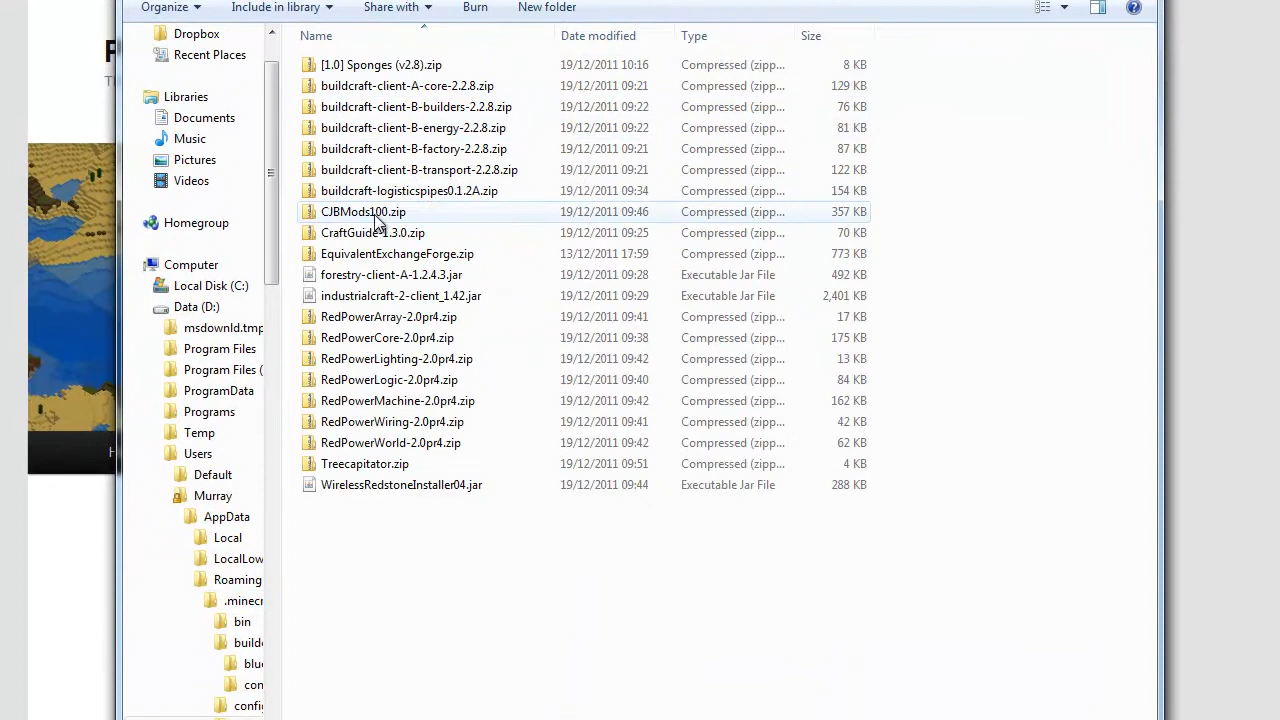 Organize Include in library Share with Burn New folder
Name Date modified Type Size
Dropbox
Recent Places
Libraries
Documents
Music
Pictures
Videos
Homegroup
Computer
Local Disk (C:)
Data (D:)
msdownld.tmp
Program Files
Program Files (
ProgramData
Programs
Temp
Users
Default
Murray
AppData
Local
LocalLow
Roaming
.minecr
bin
build
blu
con
config
[1.0] Sponges (v2.8).zip 19/12/2011 10:16 Compressed (zipp... 8 KB
buildcraft-client-A-core-2.2.8.zip 19/12/2011 09:21 Compressed (zipp... 129 KB
buildcraft-client-B-builders-2.2.8.zip 19/12/2011 09:22 Compressed (zipp... 76 KB
buildcraft-client-B-energy-2.2.8.zip 19/12/2011 09:22 Compressed (zipp... 81 KB
buildcraft-client-B-factory-2.2.8.zip 19/12/2011 09:21 Compressed (zipp... 87 KB
buildcraft-client-B-transport-2.2.8.zip 19/12/2011 09:21 Compressed (zipp... 122 KB
buildcraft-logisticspipes0.1.2A.zip 19/12/2011 09:34 Compressed (zipp... 154 KB
CJBMods100.zip 19/12/2011 09:46 Compressed (zipp... 357 KB
CraftGuide-1.3.0.zip 19/12/2011 09:25 Compressed (zipp... 70 KB
EquivalentExchangeForge.zip 13/12/2011 17:59 Compressed (zipp... 773 KB
forestry-client-A-1.2.4.3.jar 19/12/2011 09:28 Executable Jar File 492 KB
industrialcraft-2-client_1.42.jar 19/12/2011 09:29 Executable Jar File 2,401 KB
RedPowerArray-2.0pr4.zip 19/12/2011 09:41 Compressed (zipp... 17 KB
RedPowerCore-2.0pr4.zip 19/12/2011 09:38 Compressed (zipp... 175 KB
RedPowerLighting-2.0pr4.zip 19/12/2011 09:42 Compressed (zipp... 13 KB
RedPowerLogic-2.0pr4.zip 19/12/2011 09:40 Compressed (zipp... 84 KB
RedPowerMachine-2.0pr4.zip 19/12/2011 09:42 Compressed (zipp... 162 KB
RedPowerWiring-2.0pr4.zip 19/12/2011 09:41 Compressed (zipp... 42 KB
RedPowerWorld-2.0pr4.zip 19/12/2011 09:42 Compressed (zipp... 62 KB
Treecapitator.zip 19/12/2011 09:51 Compressed (zipp... 4 KB
WirelessRedstoneInstaller04.jar 19/12/2011 09:44 Executable Jar File 288 KB